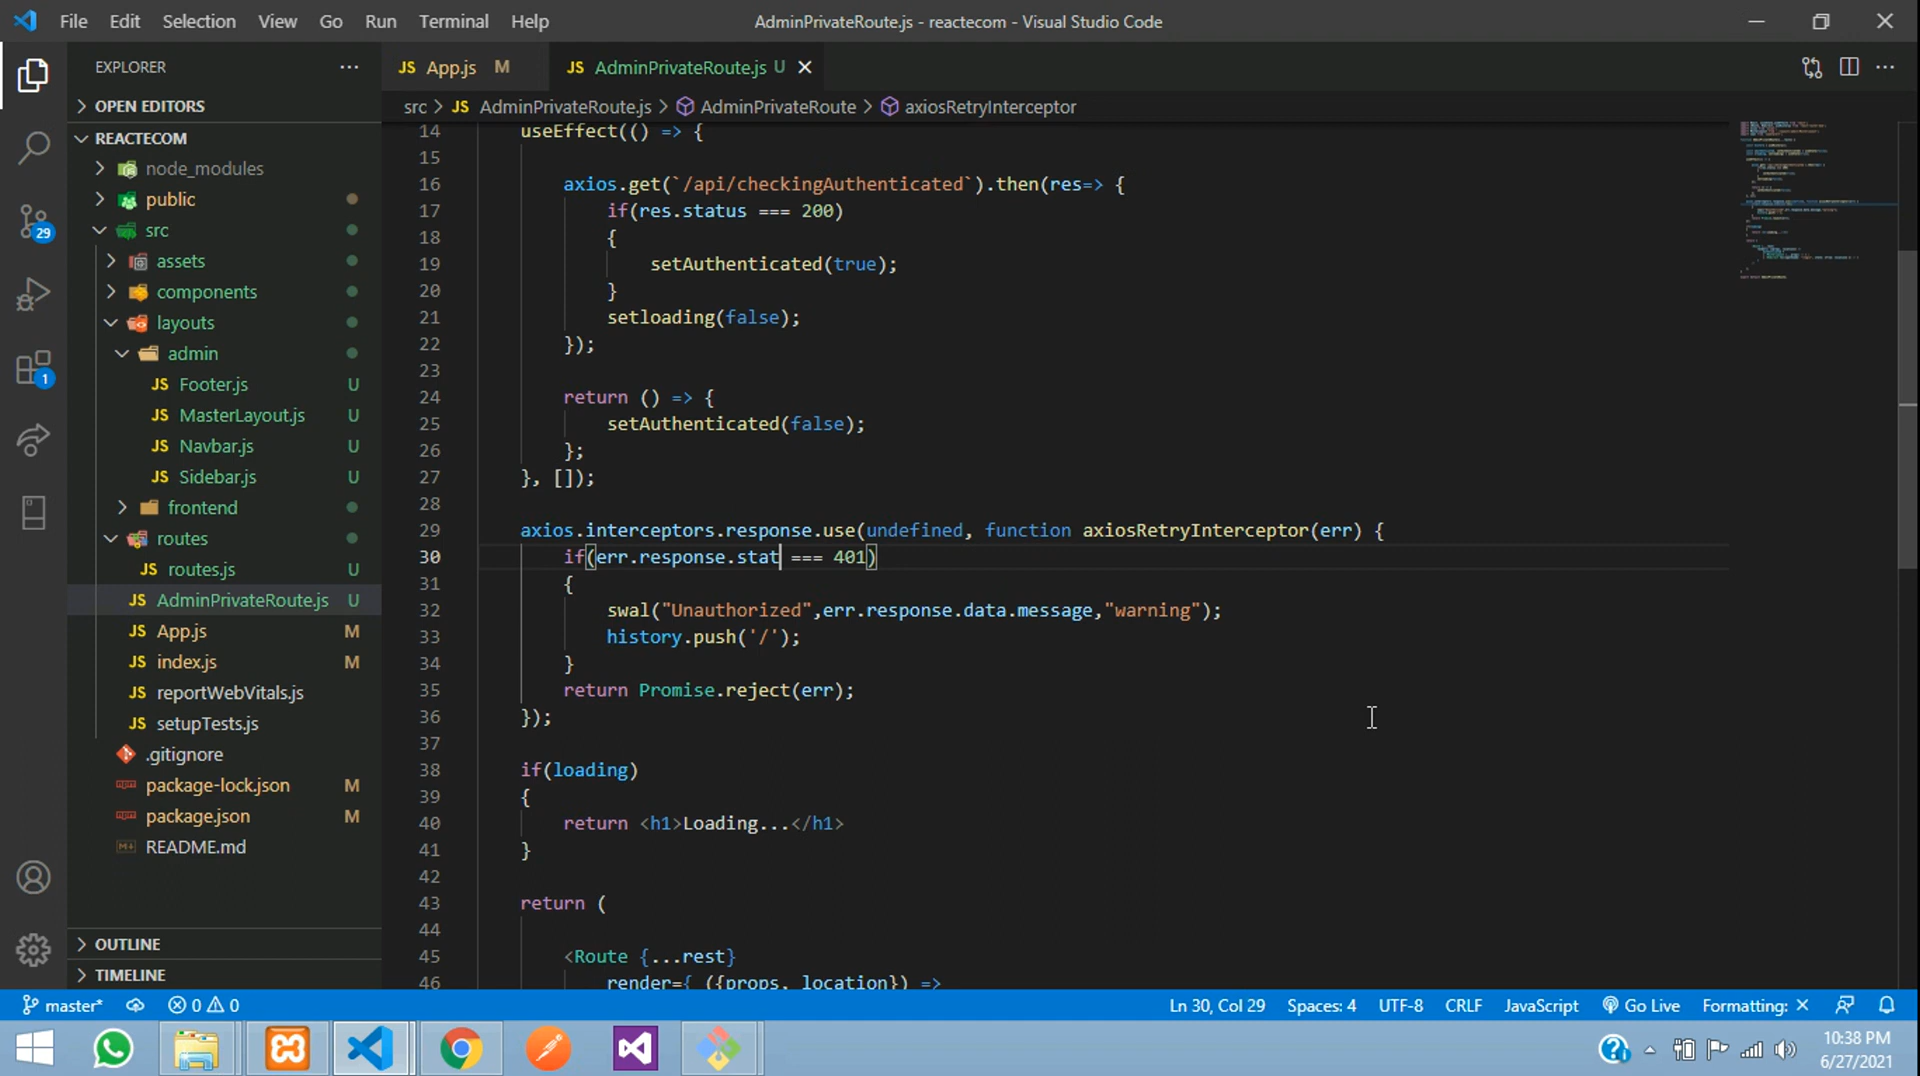 File Edit Selection View Go Run Terminal Help
AdminPrivateRoute.js - reactecom - Visual Studio Code
EXPLORER
OPEN EDITORS
REACTECOM
node_modules
public
src
assets
components
layouts
admin
JS Footer.js U
JS MasterLayout.js U
JS Navbar.js U
JS Sidebar.js U
frontend
routes
JS routes.js U
JS AdminPrivateRoute.js U
JS App.js M
JS index.js M
JS reportWebVitals.js
JS setupTests.js
.gitignore
package-lock.json M
package.json M
README.md
OUTLINE
TIMELINE
29
1
JS App.js M
JS AdminPrivateRoute.js U
src > JS AdminPrivateRoute.js > AdminPrivateRoute > axiosRetryInterceptor
14 useEffect(() => {
15
16 axios.get(`/api/checkingAuthenticated`).then(res=> {
17 if(res.status === 200)
18 {
19 setAuthenticated(true);
20 }
21 setloading(false);
22 });
23
24 return () => {
25 setAuthenticated(false);
26 };
27 }, []);
28
29 axios.interceptors.response.use(undefined, function axiosRetryInterceptor(err) {
30 if(err.response.stat === 401)
31 {
32 swal("Unauthorized",err.response.data.message,"warning");
33 history.push('/');
34 }
35 return Promise.reject(err);
36 });
37
38 if(loading)
39 {
40 return <h1>Loading...</h1>
41 }
42
43 return (
44
45 <Route {...rest}
46 render={ ({props, location}) =>
master* 0 0
Ln 30, Col 29 Spaces: 4 UTF-8 CRLF JavaScript Go Live Formatting: ×
10:38 PM
6/27/2021